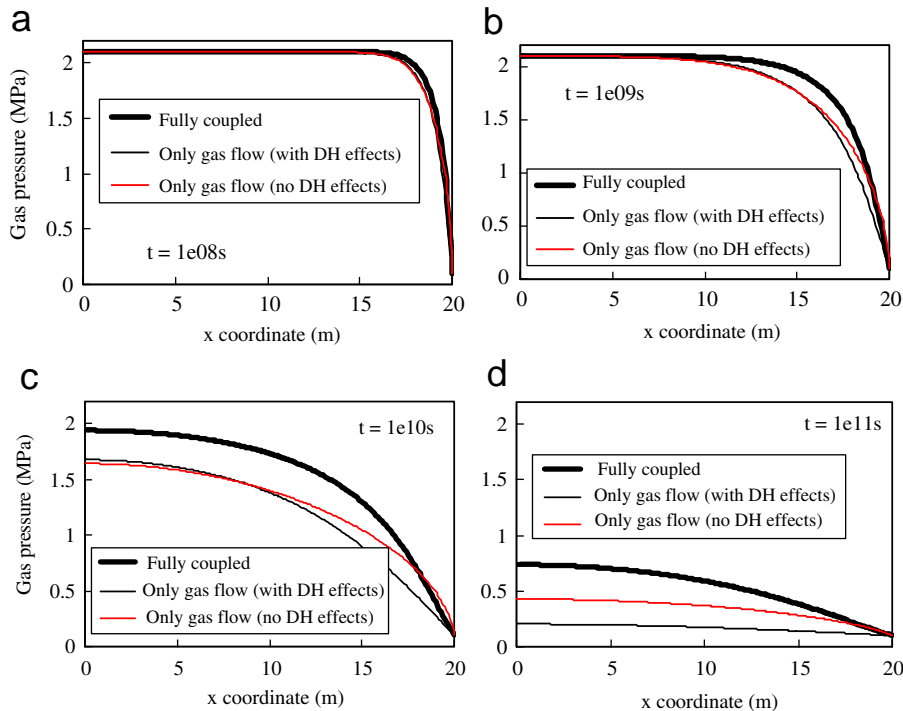 a
Gas pressure (MPa)
2
1.5
1
0.5
0
Fully coupled
Only gas flow (with DH effects)
Only gas flow (no DH effects)
t = 1e08s
0 5 10 15 20
x coordinate (m)
b
2
1.5
1
0.5
0
t = 1e09s
Fully coupled
Only gas flow (with DH effects)
Only gas flow (no DH effects)
0 5 10 15 20
x coordinate (m)
c
Gas pressure (MPa)
2
1.5
1
0.5
0
t = 1e10s
Fully coupled
Only gas flow (with DH effects)
Only gas flow (no DH effects)
0 5 10 15 20
x coordinate (m)
d
2
1.5
1
0.5
0
t = 1e11s
Fully coupled
Only gas flow (with DH effects)
Only gas flow (no DH effects)
0 5 10 15 20
x coordinate (m)